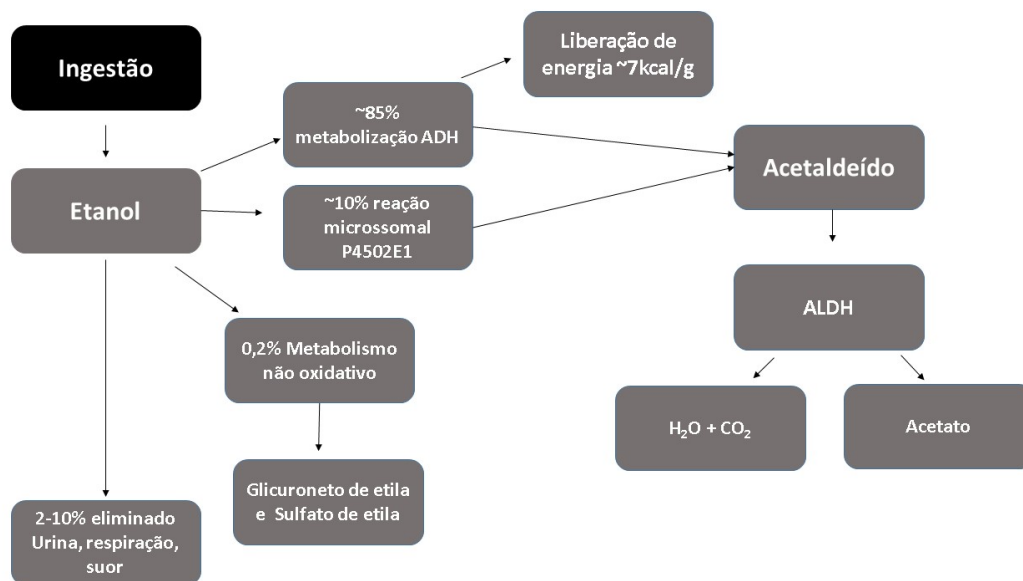 Ingestão
Liberação de
energia ~7kcal/g
~85%
metabolização ADH
Acetaldeído
Etanol
~10% reação
microssomal
P4502E1
ALDH
0,2% Metabolismo
não oxidativo
H₂O + CO₂
Acetato
Glicuroneto de etila
e Sulfato de etila
2-10% eliminado
Urina, respiração,
suor